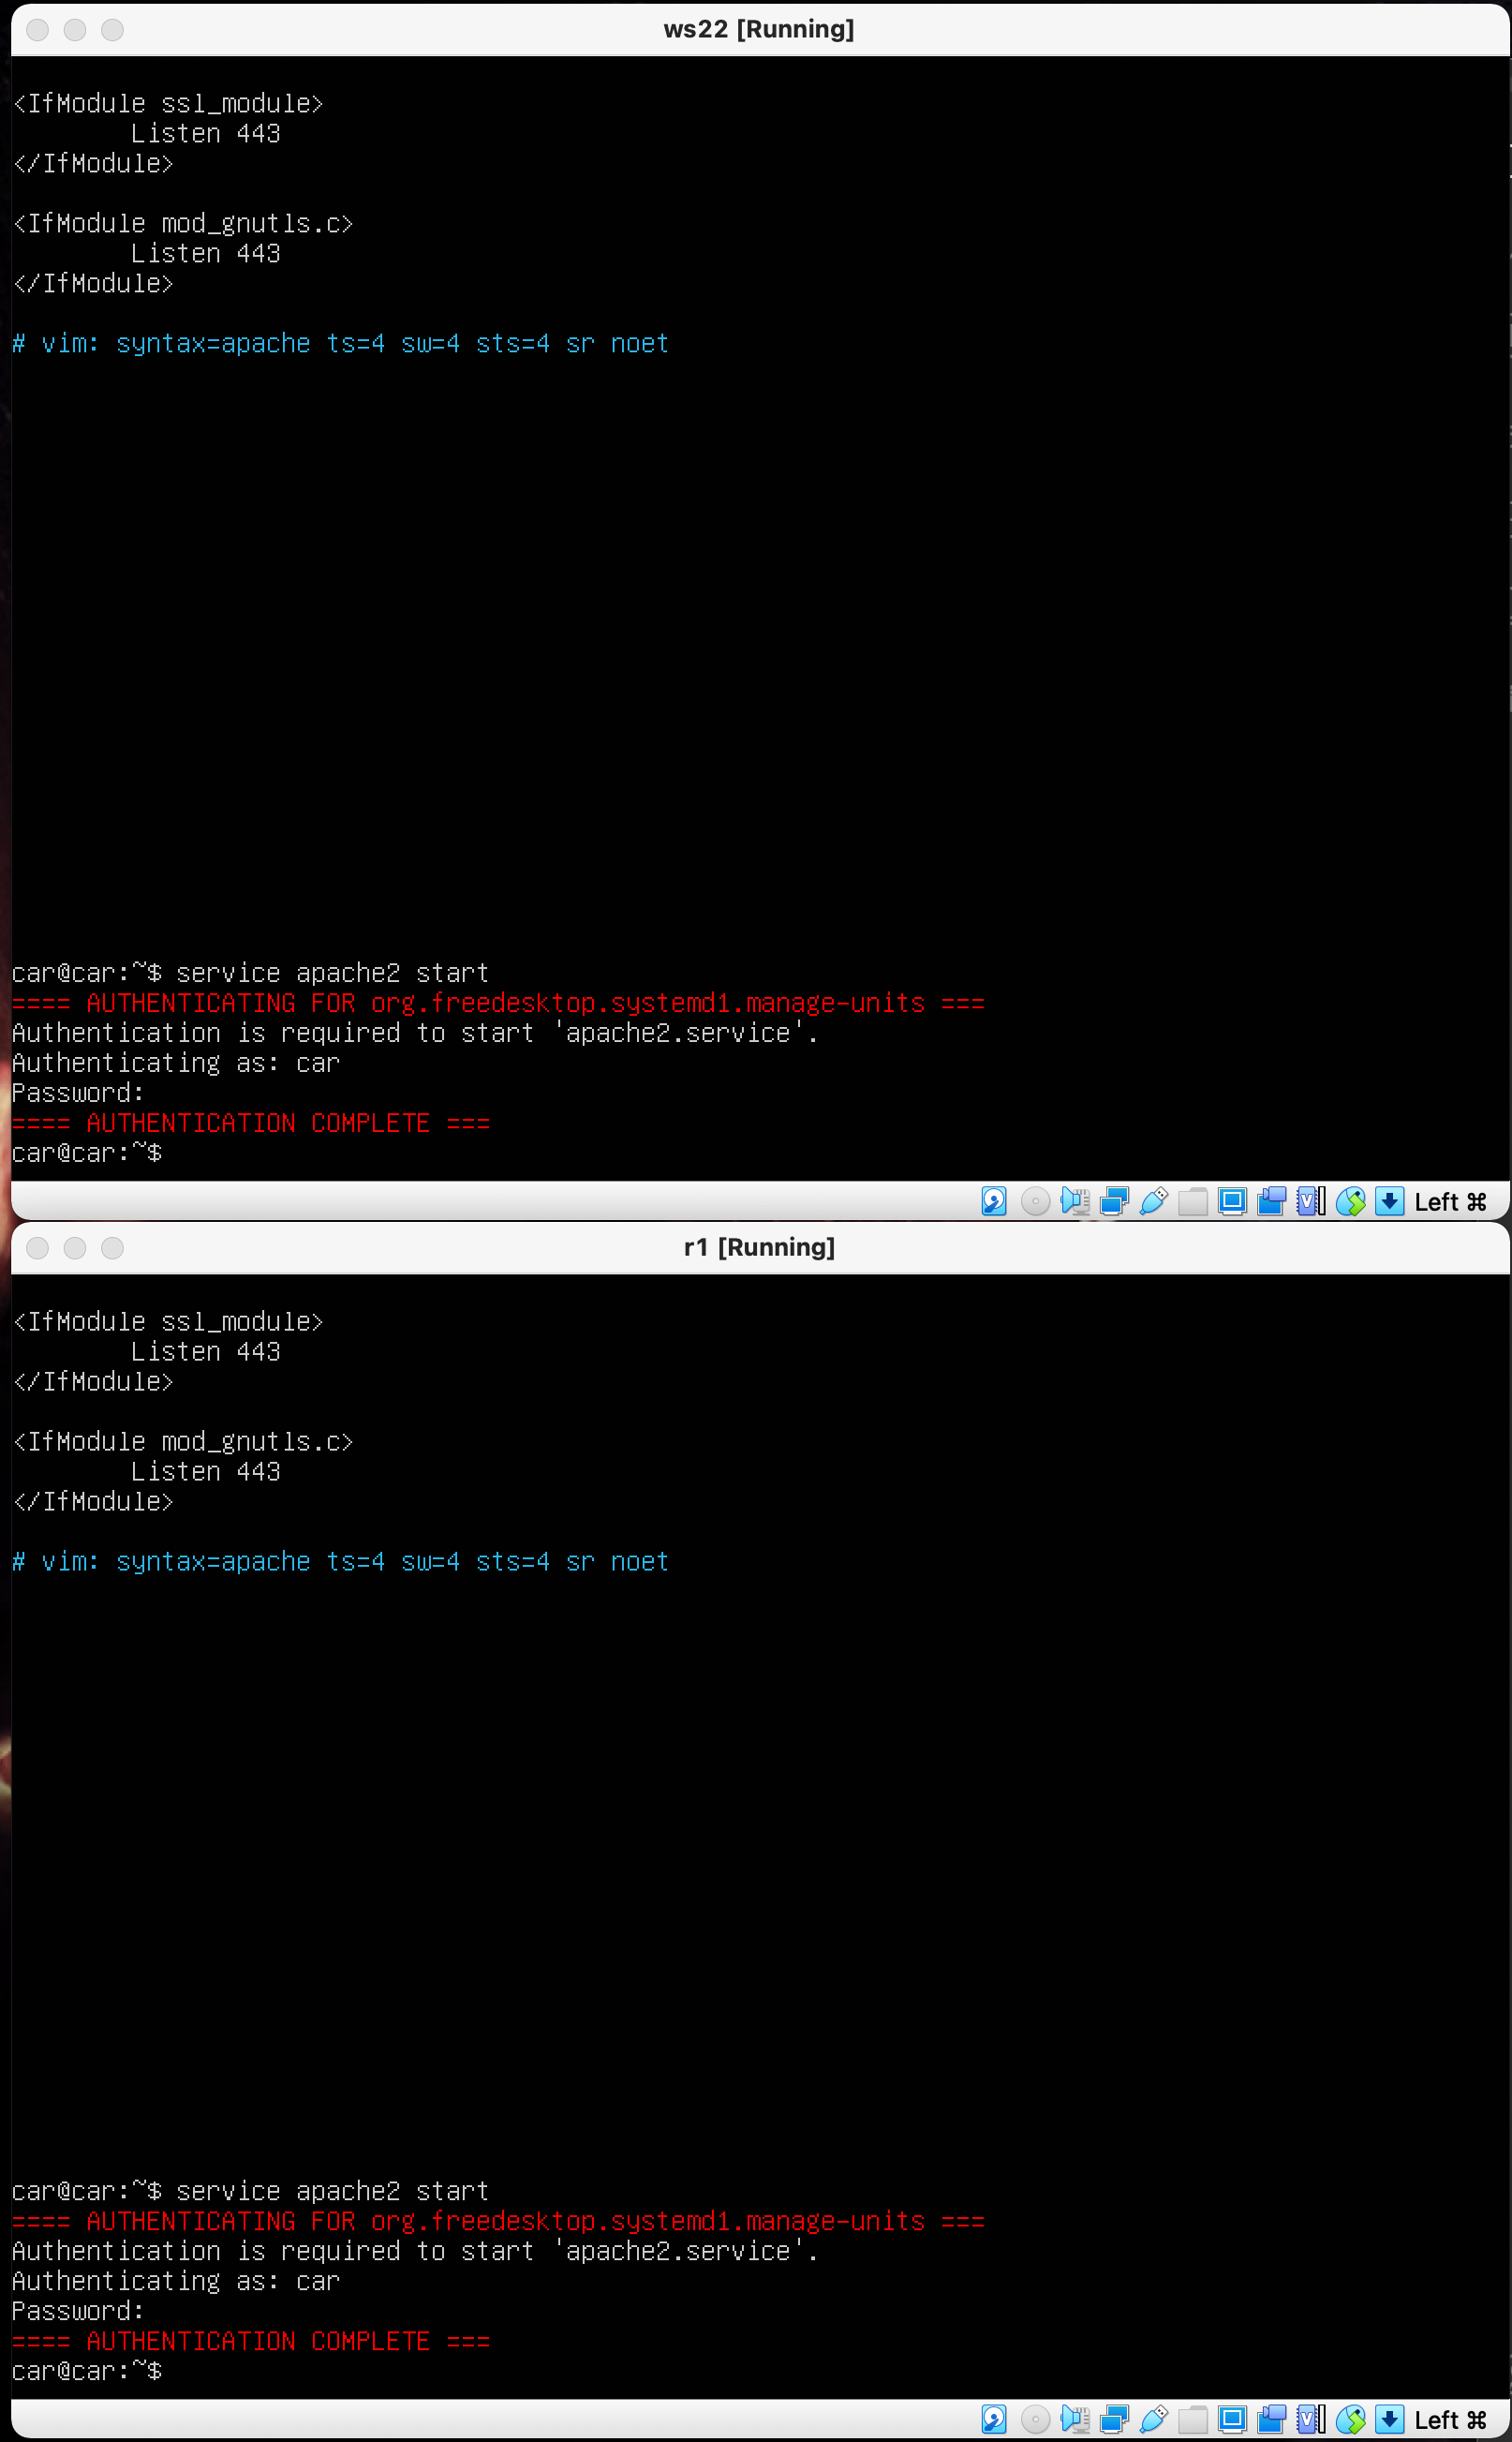 ws22 [Running]
<IfModule ssl_module>
        Listen 443
</IfModule>
<IfModule mod_gnutls.c>
        Listen 443
</IfModule>
# vim: syntax=apache ts=4 sw=4 sts=4 sr noet
car@car:~$ service apache2 start
==== AUTHENTICATING FOR org.freedesktop.systemd1.manage-units ===
Authentication is required to start 'apache2.service'.
Authenticating as: car
Password:
==== AUTHENTICATION COMPLETE ===
car@car:~$
Left ⌘
r1 [Running]
<IfModule ssl_module>
        Listen 443
</IfModule>
<IfModule mod_gnutls.c>
        Listen 443
</IfModule>
# vim: syntax=apache ts=4 sw=4 sts=4 sr noet
car@car:~$ service apache2 start
==== AUTHENTICATING FOR org.freedesktop.systemd1.manage-units ===
Authentication is required to start 'apache2.service'.
Authenticating as: car
Password:
==== AUTHENTICATION COMPLETE ===
car@car:~$
Left ⌘